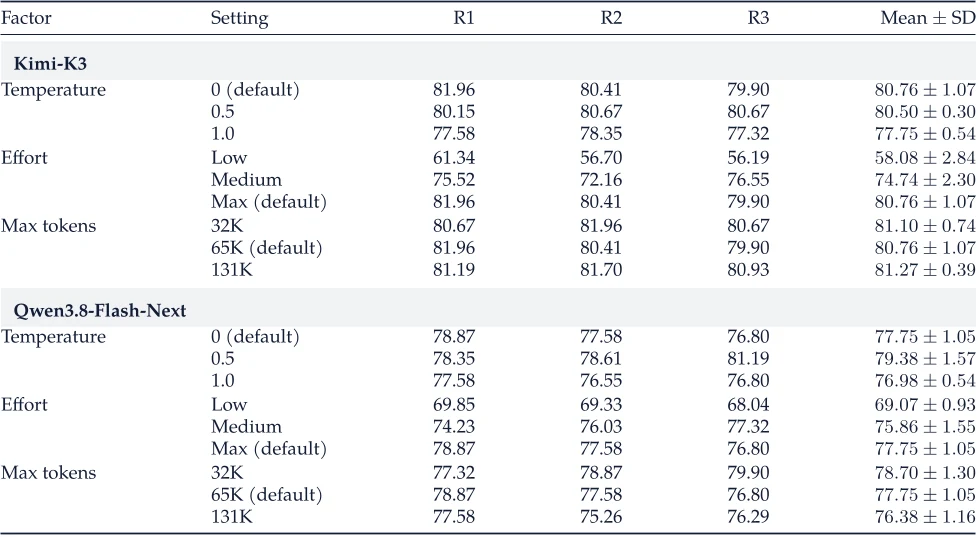 Factor Setting R1 R2 R3 Mean ± SD
Kimi-K3
Temperature 0 (default) 81.96 80.41 79.90 80.76 ± 1.07
0.5 80.15 80.67 80.67 80.50 ± 0.30
1.0 77.58 78.35 77.32 77.75 ± 0.54
Effort Low 61.34 56.70 56.19 58.08 ± 2.84
Medium 75.52 72.16 76.55 74.74 ± 2.30
Max (default) 81.96 80.41 79.90 80.76 ± 1.07
Max tokens 32K 80.67 81.96 80.67 81.10 ± 0.74
65K (default) 81.96 80.41 79.90 80.76 ± 1.07
131K 81.19 81.70 80.93 81.27 ± 0.39
Qwen3.8-Flash-Next
Temperature 0 (default) 78.87 77.58 76.80 77.75 ± 1.05
0.5 78.35 78.61 81.19 79.38 ± 1.57
1.0 77.58 76.55 76.80 76.98 ± 0.54
Effort Low 69.85 69.33 68.04 69.07 ± 0.93
Medium 74.23 76.03 77.32 75.86 ± 1.55
Max (default) 78.87 77.58 76.80 77.75 ± 1.05
Max tokens 32K 77.32 78.87 79.90 78.70 ± 1.30
65K (default) 78.87 77.58 76.80 77.75 ± 1.05
131K 77.58 75.26 76.29 76.38 ± 1.16